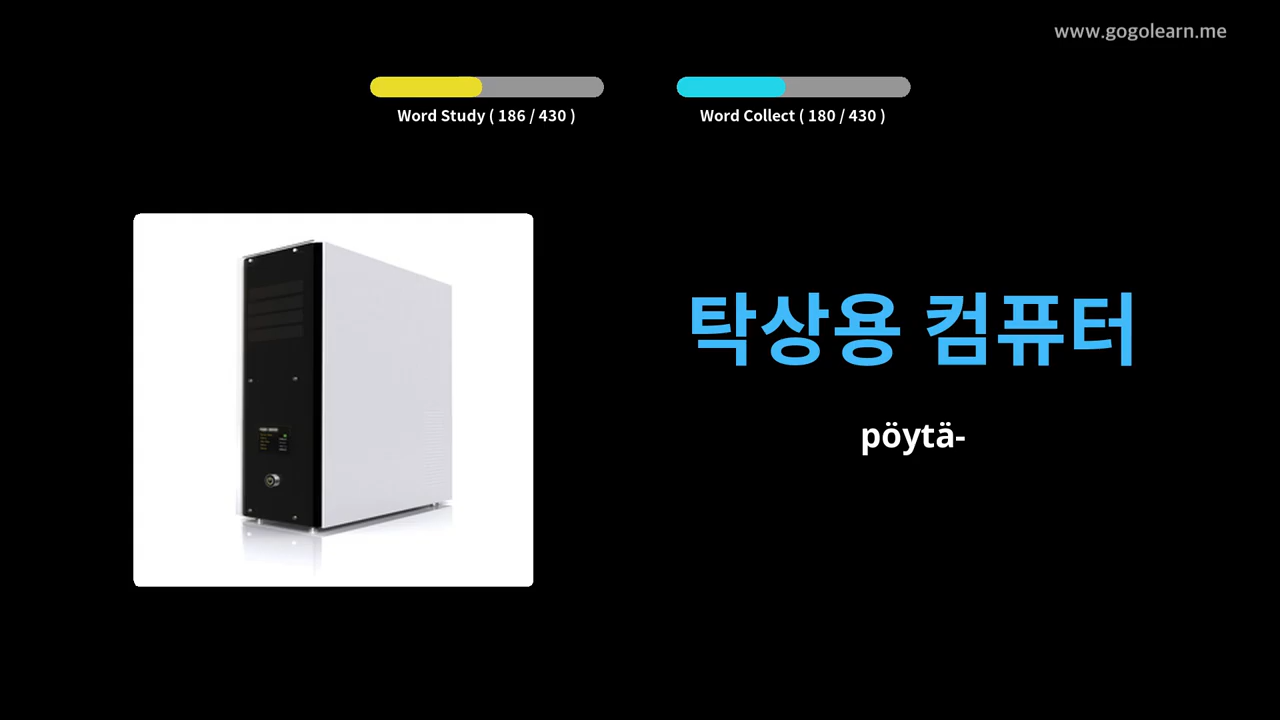 www.gogolearn.me
Word Study ( 186 / 430 )
Word Collect ( 180 / 430 )
탁상용 컴퓨터
pöytä-